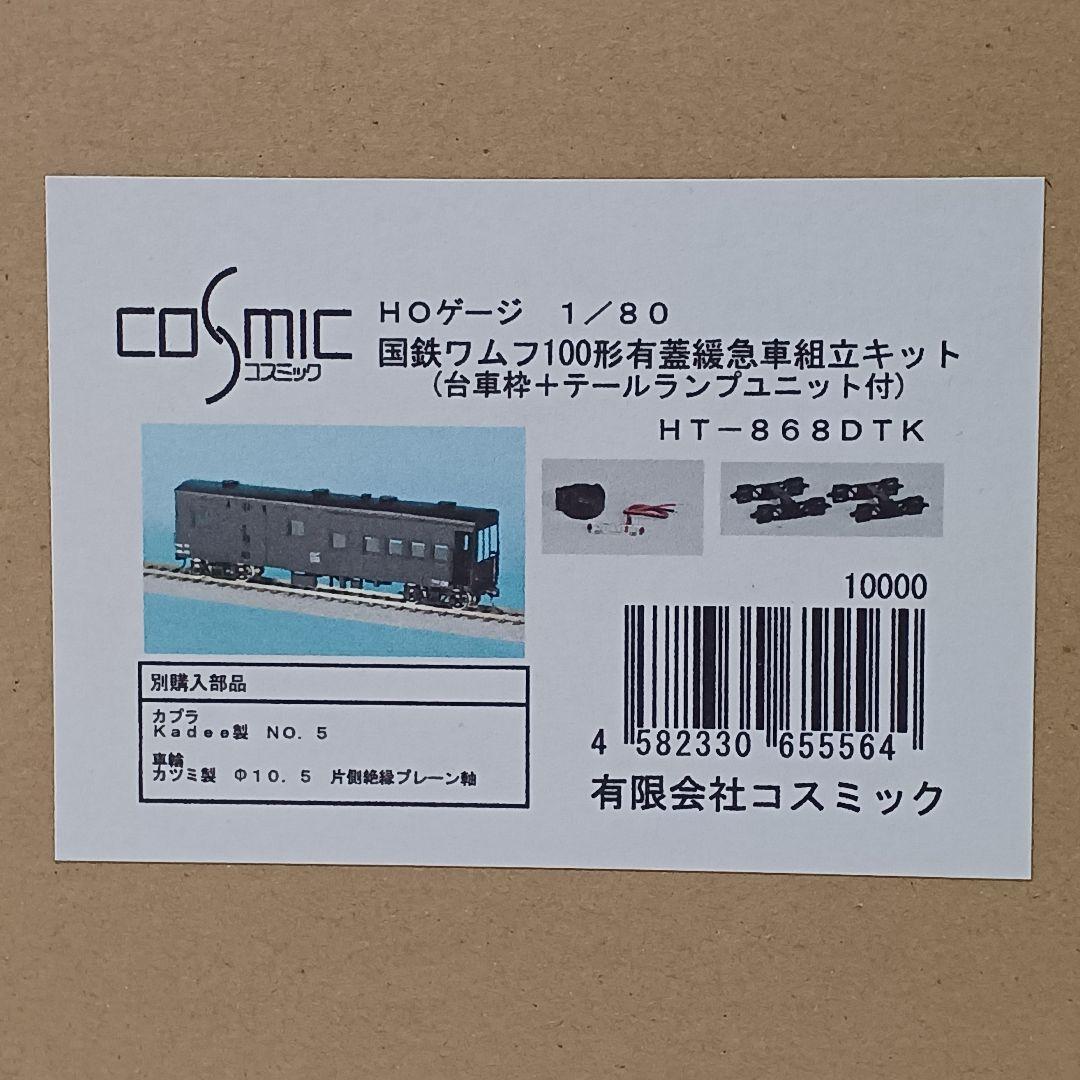 COSMIC
コスミック
HOゲージ 1/80
国鉄ワムフ100形有蓋緩急車組立キット
(台車枠+テールランプユニット付)
HT-868DTK
10000
4 582330 655564
有限会社コスミック
別購入部品
カプラ
Kadee製 NO. 5
車輪
カツミ製 Φ10. 5 片側絶縁プレーン軸